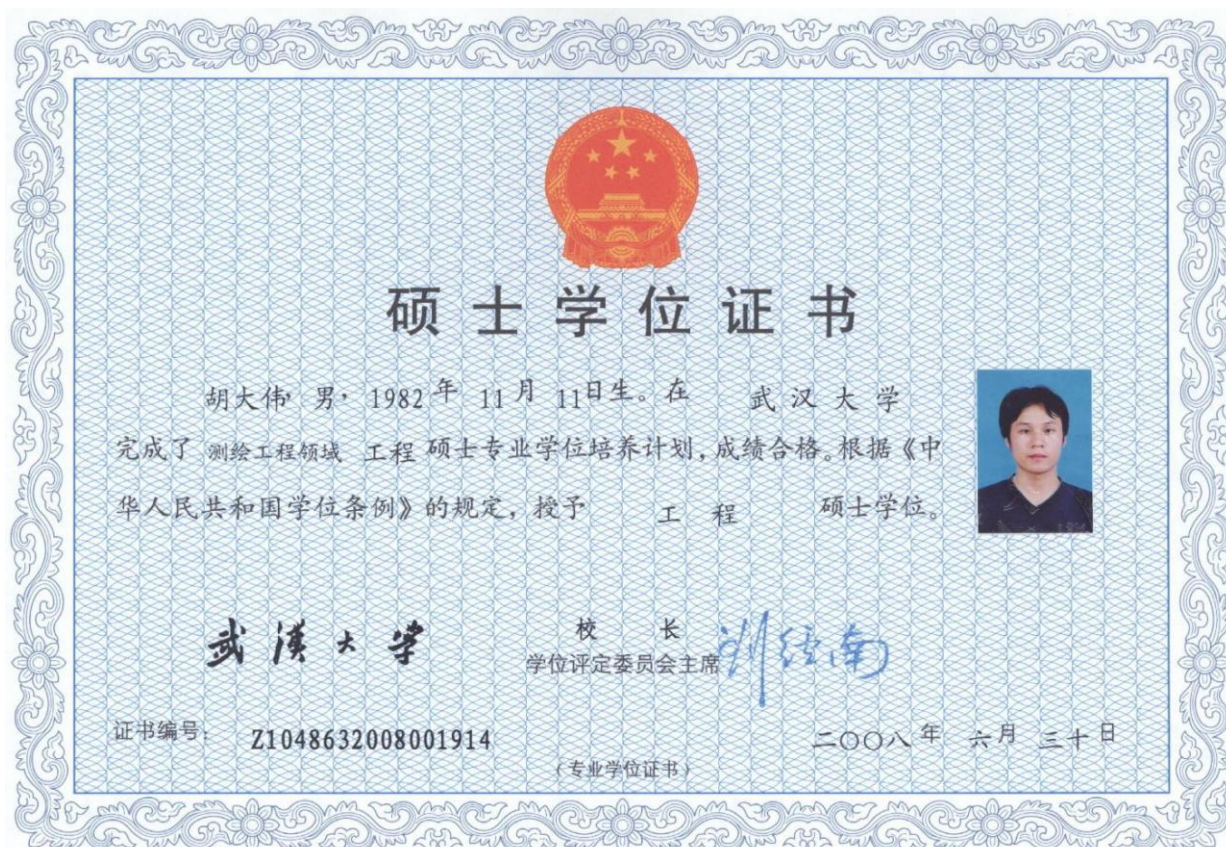 硕士学位证书
胡大伟,男,1982年11月11日生。在 武汉大学
完成了 测绘工程领域 工程 硕士专业学位培养计划,成绩合格。根据《中
华人民共和国学位条例》的规定,授予 工程 硕士学位。
武漢大学
校长
学位评定委员会主席 刘经南
证书编号: Z1048632008001914
二〇〇八年 六月 三十日
(专业学位证书)